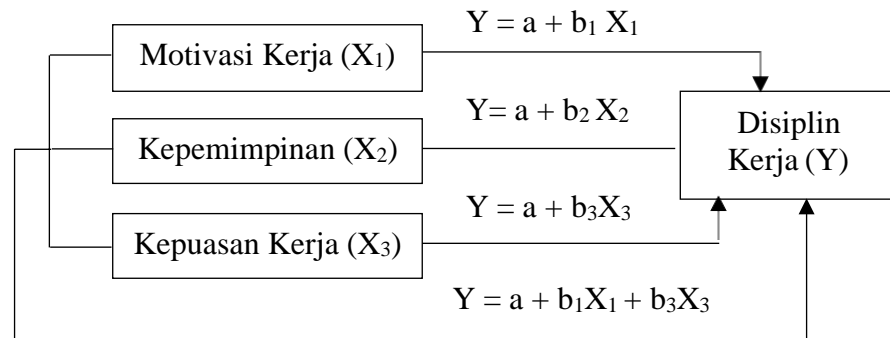 Y = a + b₁ X₁
Motivasi Kerja (X₁)
Y= a + b₂ X₂
Disiplin
Kerja (Y)
Kepemimpinan (X₂)
Y = a + b₃X₃
Kepuasan Kerja (X₃)
Y = a + b₁X₁ + b₃X₃